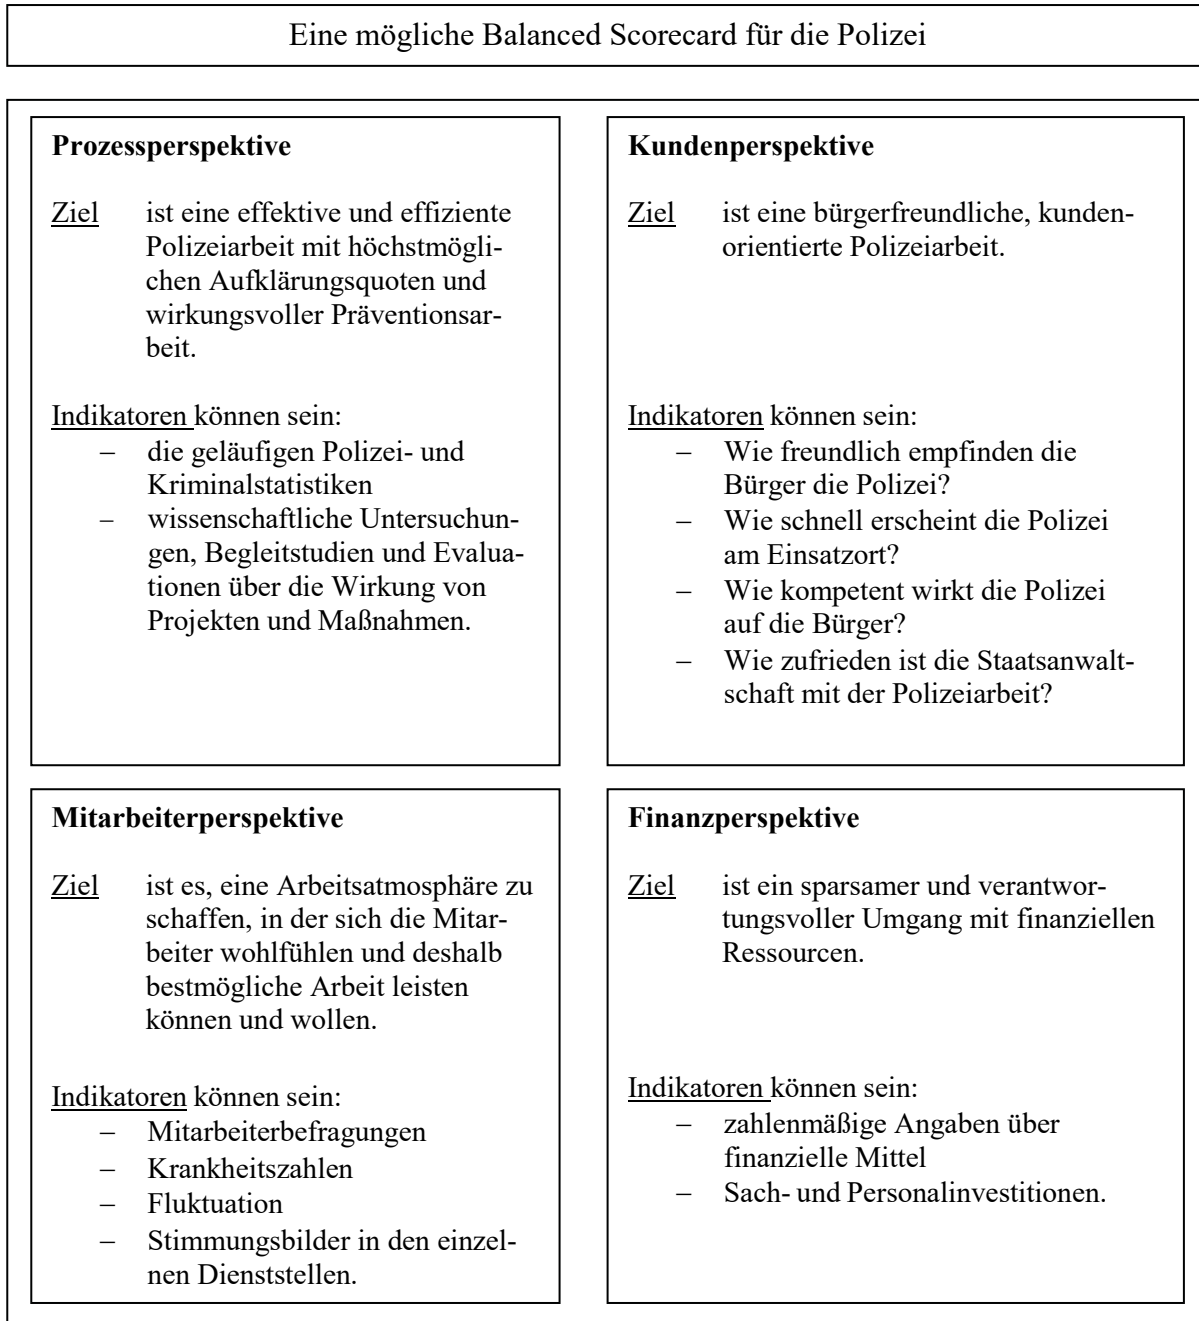 Eine mögliche Balanced Scorecard für die Polizei
Prozessperspektive
Ziel ist eine effektive und effiziente
Polizeiarbeit mit höchstmögli-
chen Aufklärungsquoten und
wirkungsvoller Präventionsar-
beit.
Indikatoren können sein:
– die geläufigen Polizei- und
Kriminalstatistiken
– wissenschaftliche Untersuchun-
gen, Begleitstudien und Evalua-
tionen über die Wirkung von
Projekten und Maßnahmen.
Kundenperspektive
Ziel ist eine bürgerfreundliche, kunden-
orientierte Polizeiarbeit.
Indikatoren können sein:
– Wie freundlich empfinden die
Bürger die Polizei?
– Wie schnell erscheint die Polizei
am Einsatzort?
– Wie kompetent wirkt die Polizei
auf die Bürger?
– Wie zufrieden ist die Staatsanwalt-
schaft mit der Polizeiarbeit?
Mitarbeiterperspektive
Ziel ist es, eine Arbeitsatmosphäre zu
schaffen, in der sich die Mitar-
beiter wohlfühlen und deshalb
bestmögliche Arbeit leisten
können und wollen.
Indikatoren können sein:
– Mitarbeiterbefragungen
– Krankheitszahlen
– Fluktuation
– Stimmungsbilder in den einzel-
nen Dienststellen.
Finanzperspektive
Ziel ist ein sparsamer und verantwor-
tungsvoller Umgang mit finanziellen
Ressourcen.
Indikatoren können sein:
– zahlenmäßige Angaben über
finanzielle Mittel
– Sach- und Personalinvestitionen.